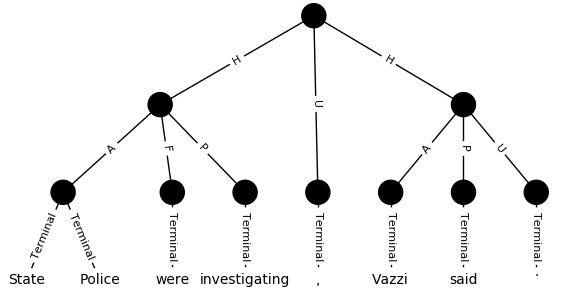 H U H
A F P A P U
Terminal Terminal Terminal Terminal Terminal Terminal Terminal Terminal
State Police were investigating , Vazzi said .